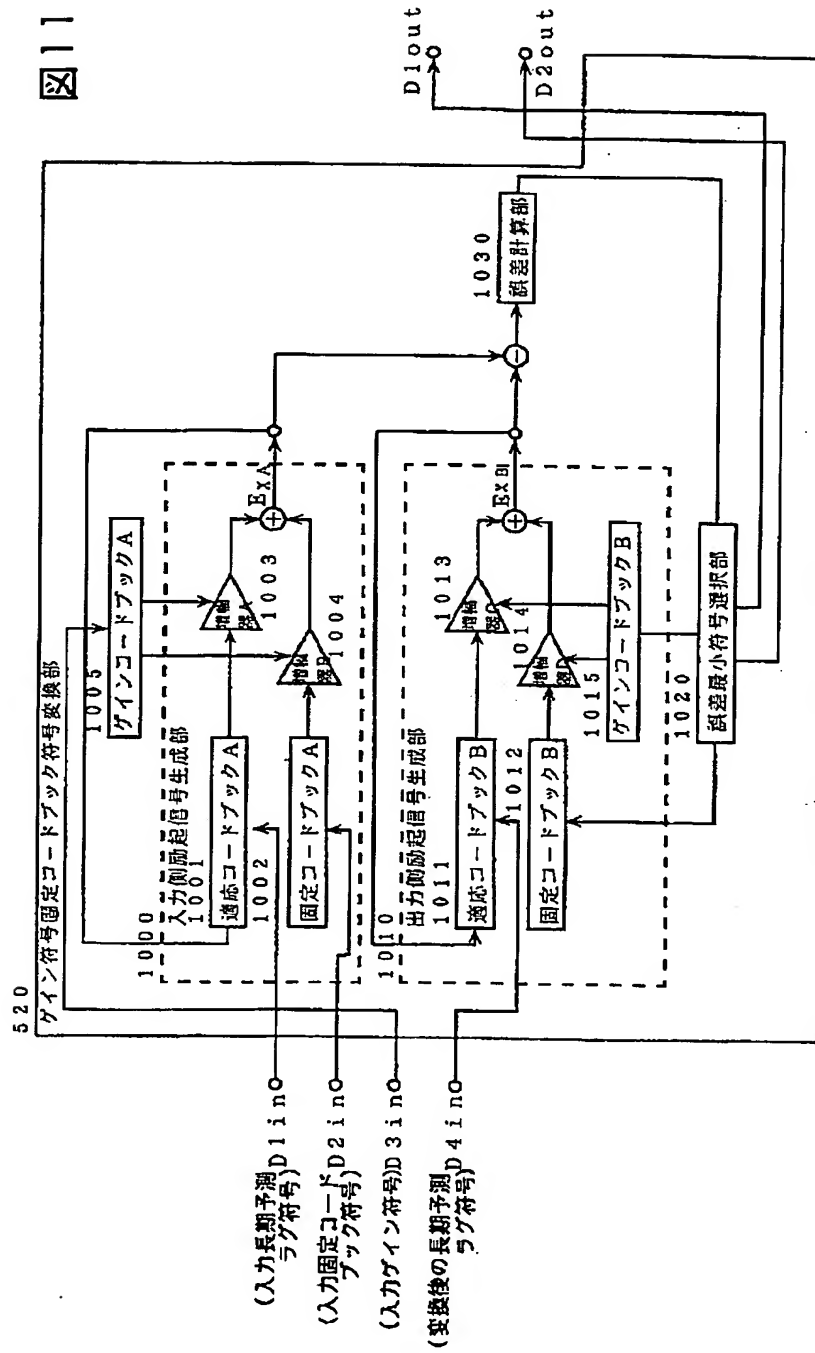 図11
520
ゲイン符号固定コードブック符号変換部
1005
ゲインコードブックA
1000
入力側励起信号生成部
1001
適応コードブックA
1002
固定コードブックA
増幅器A
1003
増幅器B
1004
ExA
+
-
1030
誤差計算部
D1out
D2out
1010
出力側励起信号生成部
1011
適応コードブックB
1012
固定コードブックB
1013
増幅器C
1014
増幅器D
1015
ゲインコードブックB
ExB
+
1020
誤差最小符号選択部
(入力長期予測
ラグ符号)D1in
(入力固定コード
ブック符号)D2in
(入力ゲイン符号)D3in
(変換後の長期予測
ラグ符号)D4in